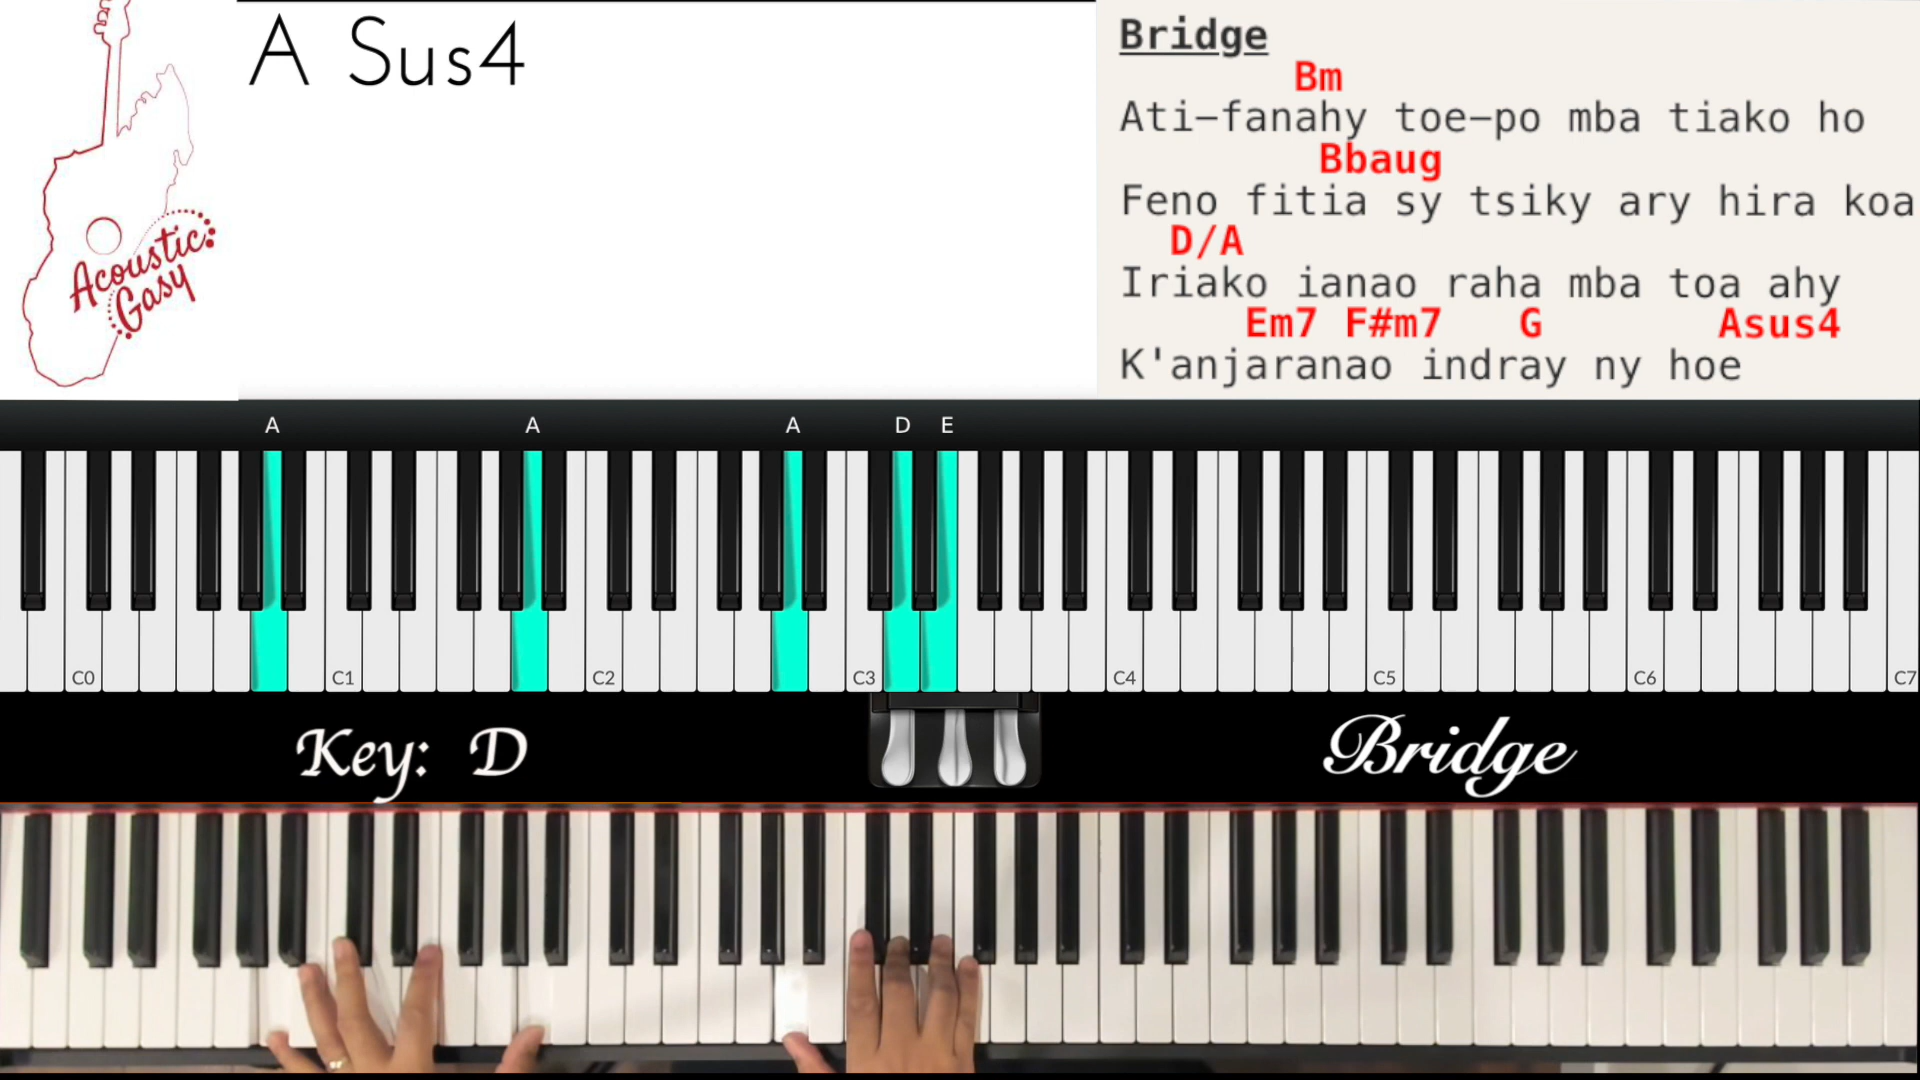 A Sus4
Acoustic
Gasy
Bridge
Bm
Ati-fanahy toe-po mba tiako ho
Bbaug
Feno fitia sy tsiky ary hira koa
D/A
Iriako ianao raha mba toa ahy
Em7 F#m7 G Asus4
K'anjaranao indray ny hoe
A A A D E
C0 C1 C2 C3 C4 C5 C6 C7
Key: D
Bridge